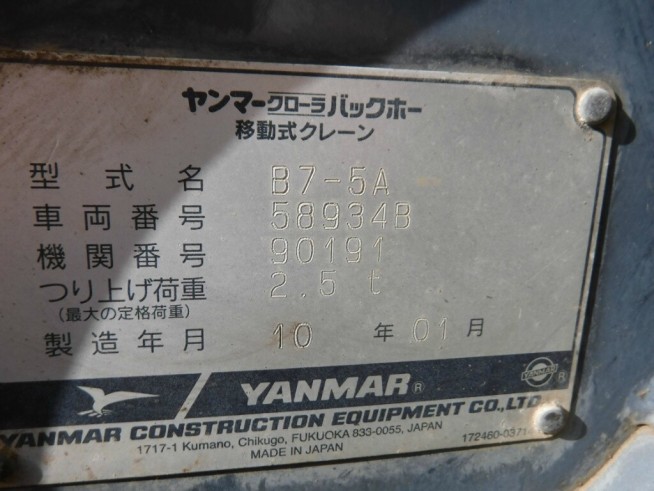 ヤンマークローラバックホー
移動式クレーン
型式名 B7-5A
車両番号 58934B
機関番号 90191
つり上げ荷重 2.5 t
(最大の定格荷重)
製造年月 10 年 01 月
YANMAR ®
YANMAR CONSTRUCTION EQUIPMENT CO.,LTD
1717-1 Kumano, Chikugo, FUKUOKA 833-0055, JAPAN
MADE IN JAPAN